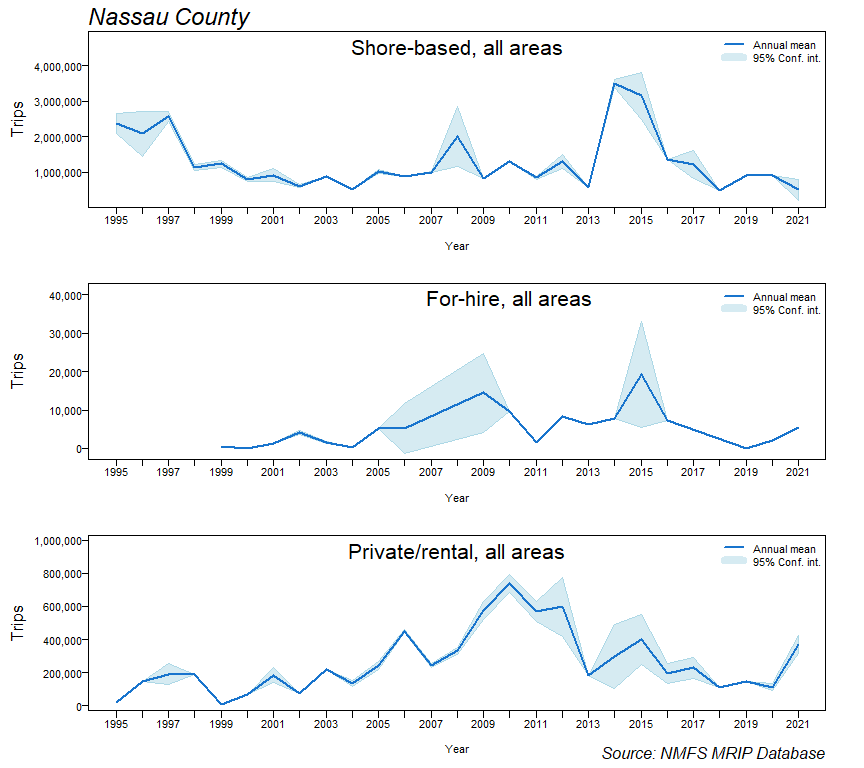 Nassau County
Shore-based, all areas
Annual mean
95% Conf. int.
Trips
4,000,000
3,000,000
2,000,000
1,000,000
1995 1997 1999 2001 2003 2005 2007 2009 2011 2013 2015 2017 2019 2021
Year
For-hire, all areas
Annual mean
95% Conf. int.
Trips
40,000
30,000
20,000
10,000
0
1995 1997 1999 2001 2003 2005 2007 2009 2011 2013 2015 2017 2019 2021
Year
Private/rental, all areas
Annual mean
95% Conf. int.
Trips
1,000,000
800,000
600,000
400,000
200,000
0
1995 1997 1999 2001 2003 2005 2007 2009 2011 2013 2015 2017 2019 2021
Year
Source: NMFS MRIP Database